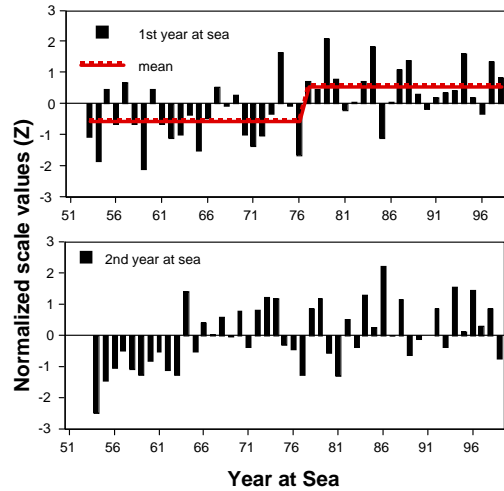 Normalized scale values (Z)
3
2
1
0
-1
-2
-3
1st year at sea
mean
51 56 61 66 71 76 81 86 91 96
3
2
1
0
-1
-2
-3
2nd year at sea
51 56 61 66 71 76 81 86 91 96
Year at Sea